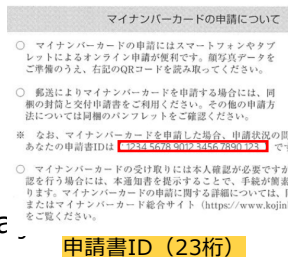 マイナンバーカードの申請について
○ マイナンバーカードの申請にはスマートフォンやタブ
レットによるオンライン申請が便利です。顔写真データを
ご準備のうえ、右記のQRコードを読み取ってください。
○ 郵送によりマイナンバーカードを申請する場合には、同
梱の封筒と交付申請書をご利用ください。その他の申請方
法については同梱のパンフレットをご確認ください。
※ なお、マイナンバーカードを申請した場合、申請状況の問
あなたの申請書IDは 1234 5678 9012 3456 7890 123 です
○ マイナンバーカードの受け取りには本人確認が必要ですが
認を行う場合には、本通知書を提示することで、手続が簡素
ります。マイナンバーカードの申請に関する詳細については、同
またはマイナンバーカード総合サイト（https://www.kojin
をご覧ください。
申請書ID（23桁）